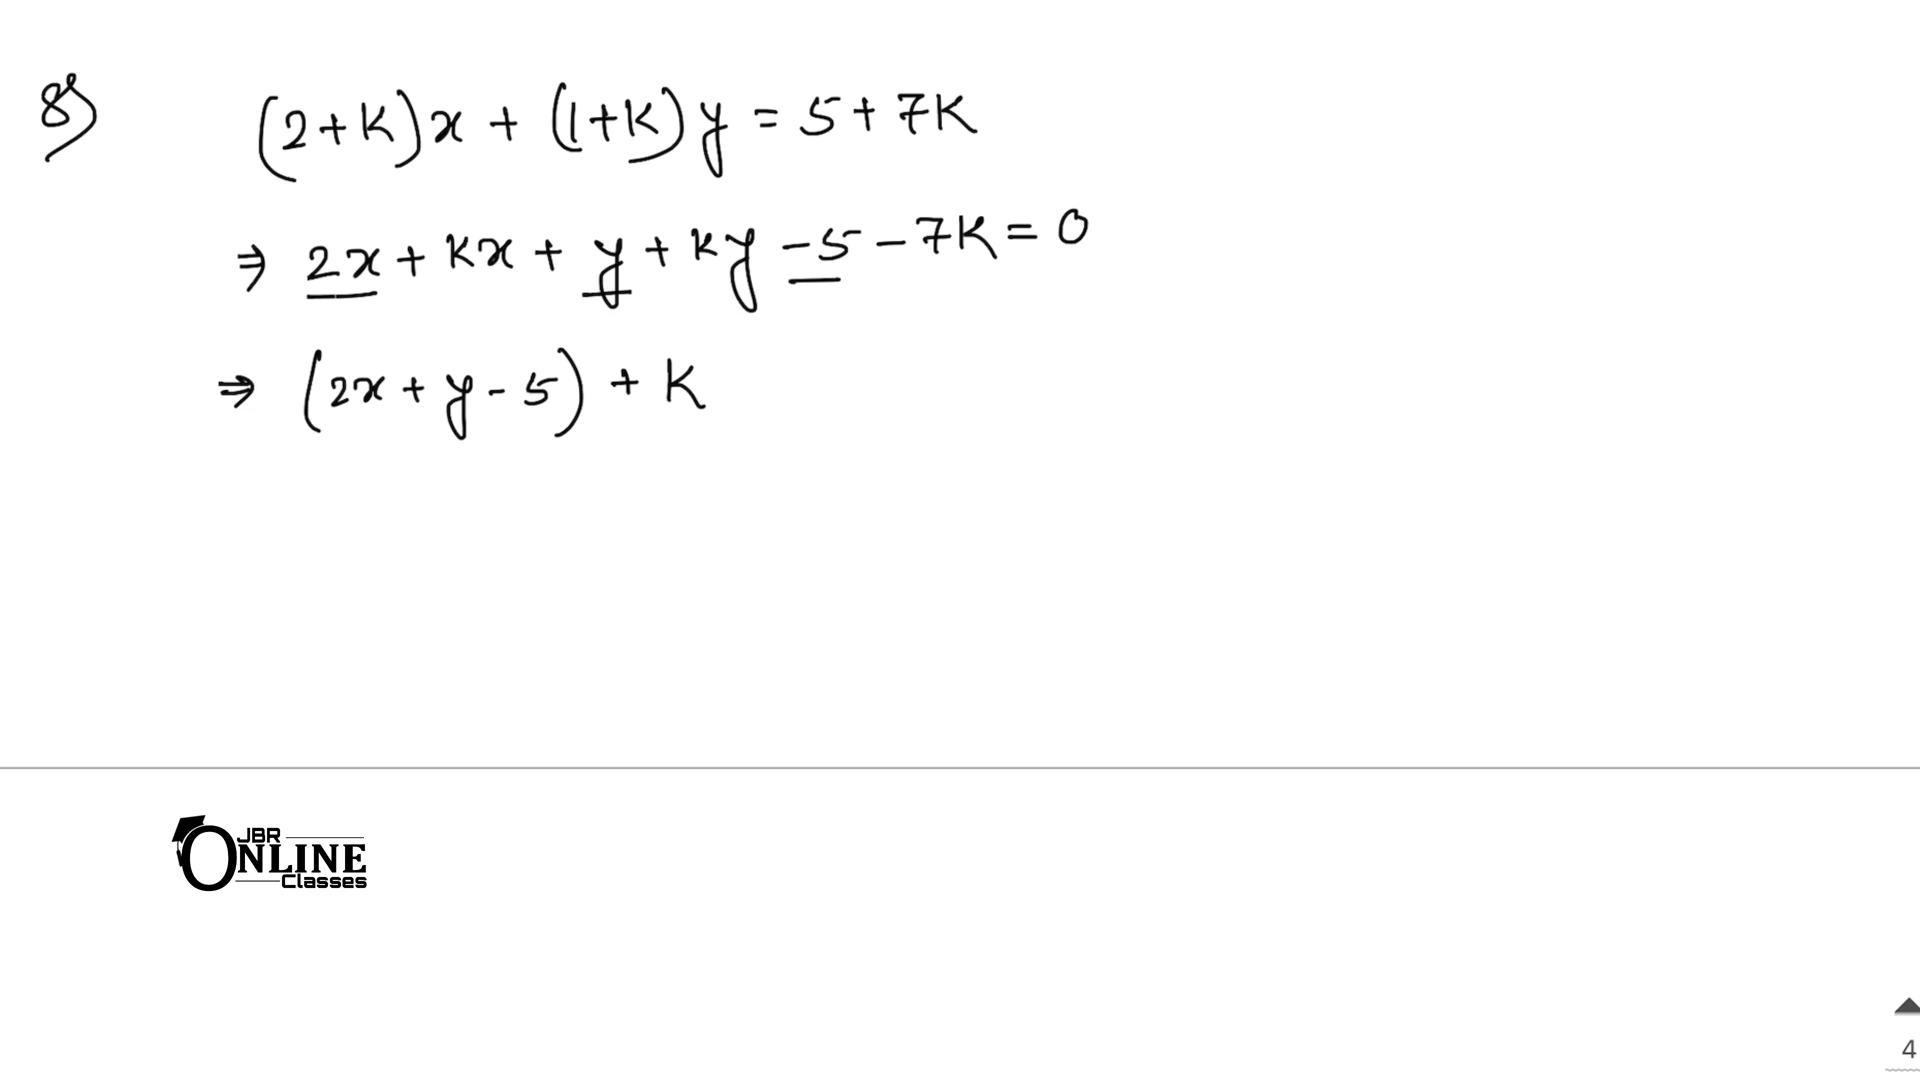 8) (2+K)x + (1+K)y = 5 + 7K
⇒ 2x + Kx + y + Ky - 5 - 7K = 0
⇒ (2x + y - 5) + K
JBR
ONLINE
Classes
4